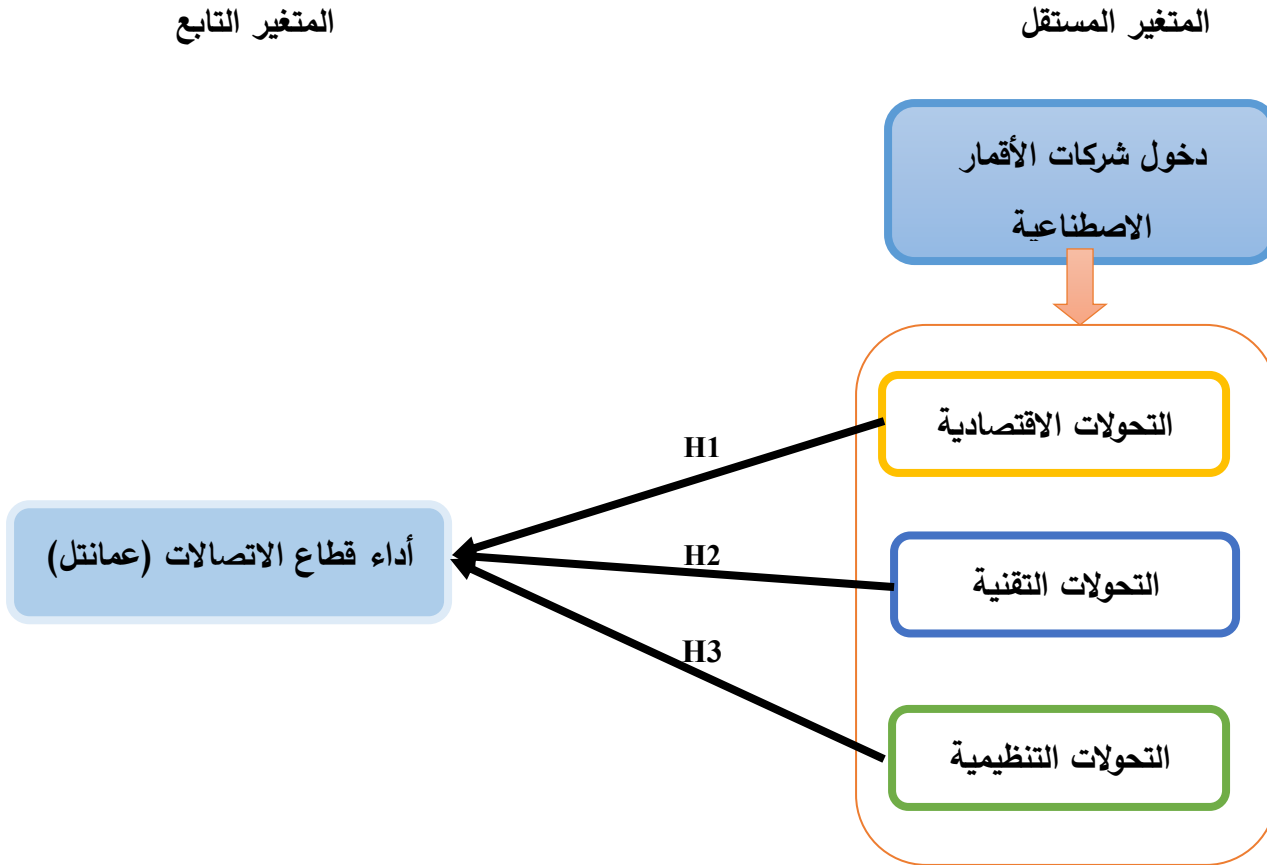 المتغير المستقل
المتغير التابع
دخول شركات الأقمار
الاصطناعية
التحولات الاقتصادية
H1
التحولات التقنية
H2
أداء قطاع الاتصالات (عمانتل)
H3
التحولات التنظيمية